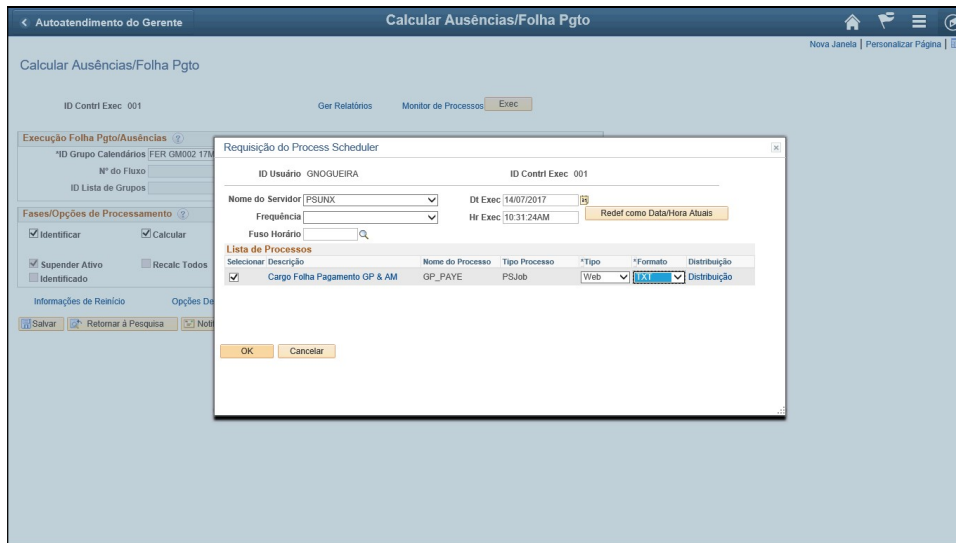 Autoatendimento do Gerente
Calcular Ausências/Folha Pgto
Nova Janela | Personalizar Página |
Calcular Ausências/Folha Pgto
ID Contrl Exec 001
Ger Relatórios
Monitor de Processos
Exec
Execução Folha Pgto/Ausências
*ID Grupo Calendários FER GM002 17M
Nº do Fluxo
ID Lista de Grupos
Fases/Opções de Processamento
Identificar
Calcular
Supender Ativo
Recalc Todos
Identificado
Informações de Reinício
Opções De
Salvar
Retornar à Pesquisa
Noti
Requisição do Process Scheduler
ID Usuário GNOGUEIRA
ID Contrl Exec 001
Nome do Servidor PSUNX
Dt Exec 14/07/2017
Frequência
Hr Exec 10:31:24AM
Redef como Data/Hora Atuais
Fuso Horário
Lista de Processos
Selecionar Descrição Nome do Processo Tipo Processo *Tipo *Formato Distribuição
Cargo Folha Pagamento GP & AM GP_PAYE PSJob Web TXT Distribuição
OK
Cancelar